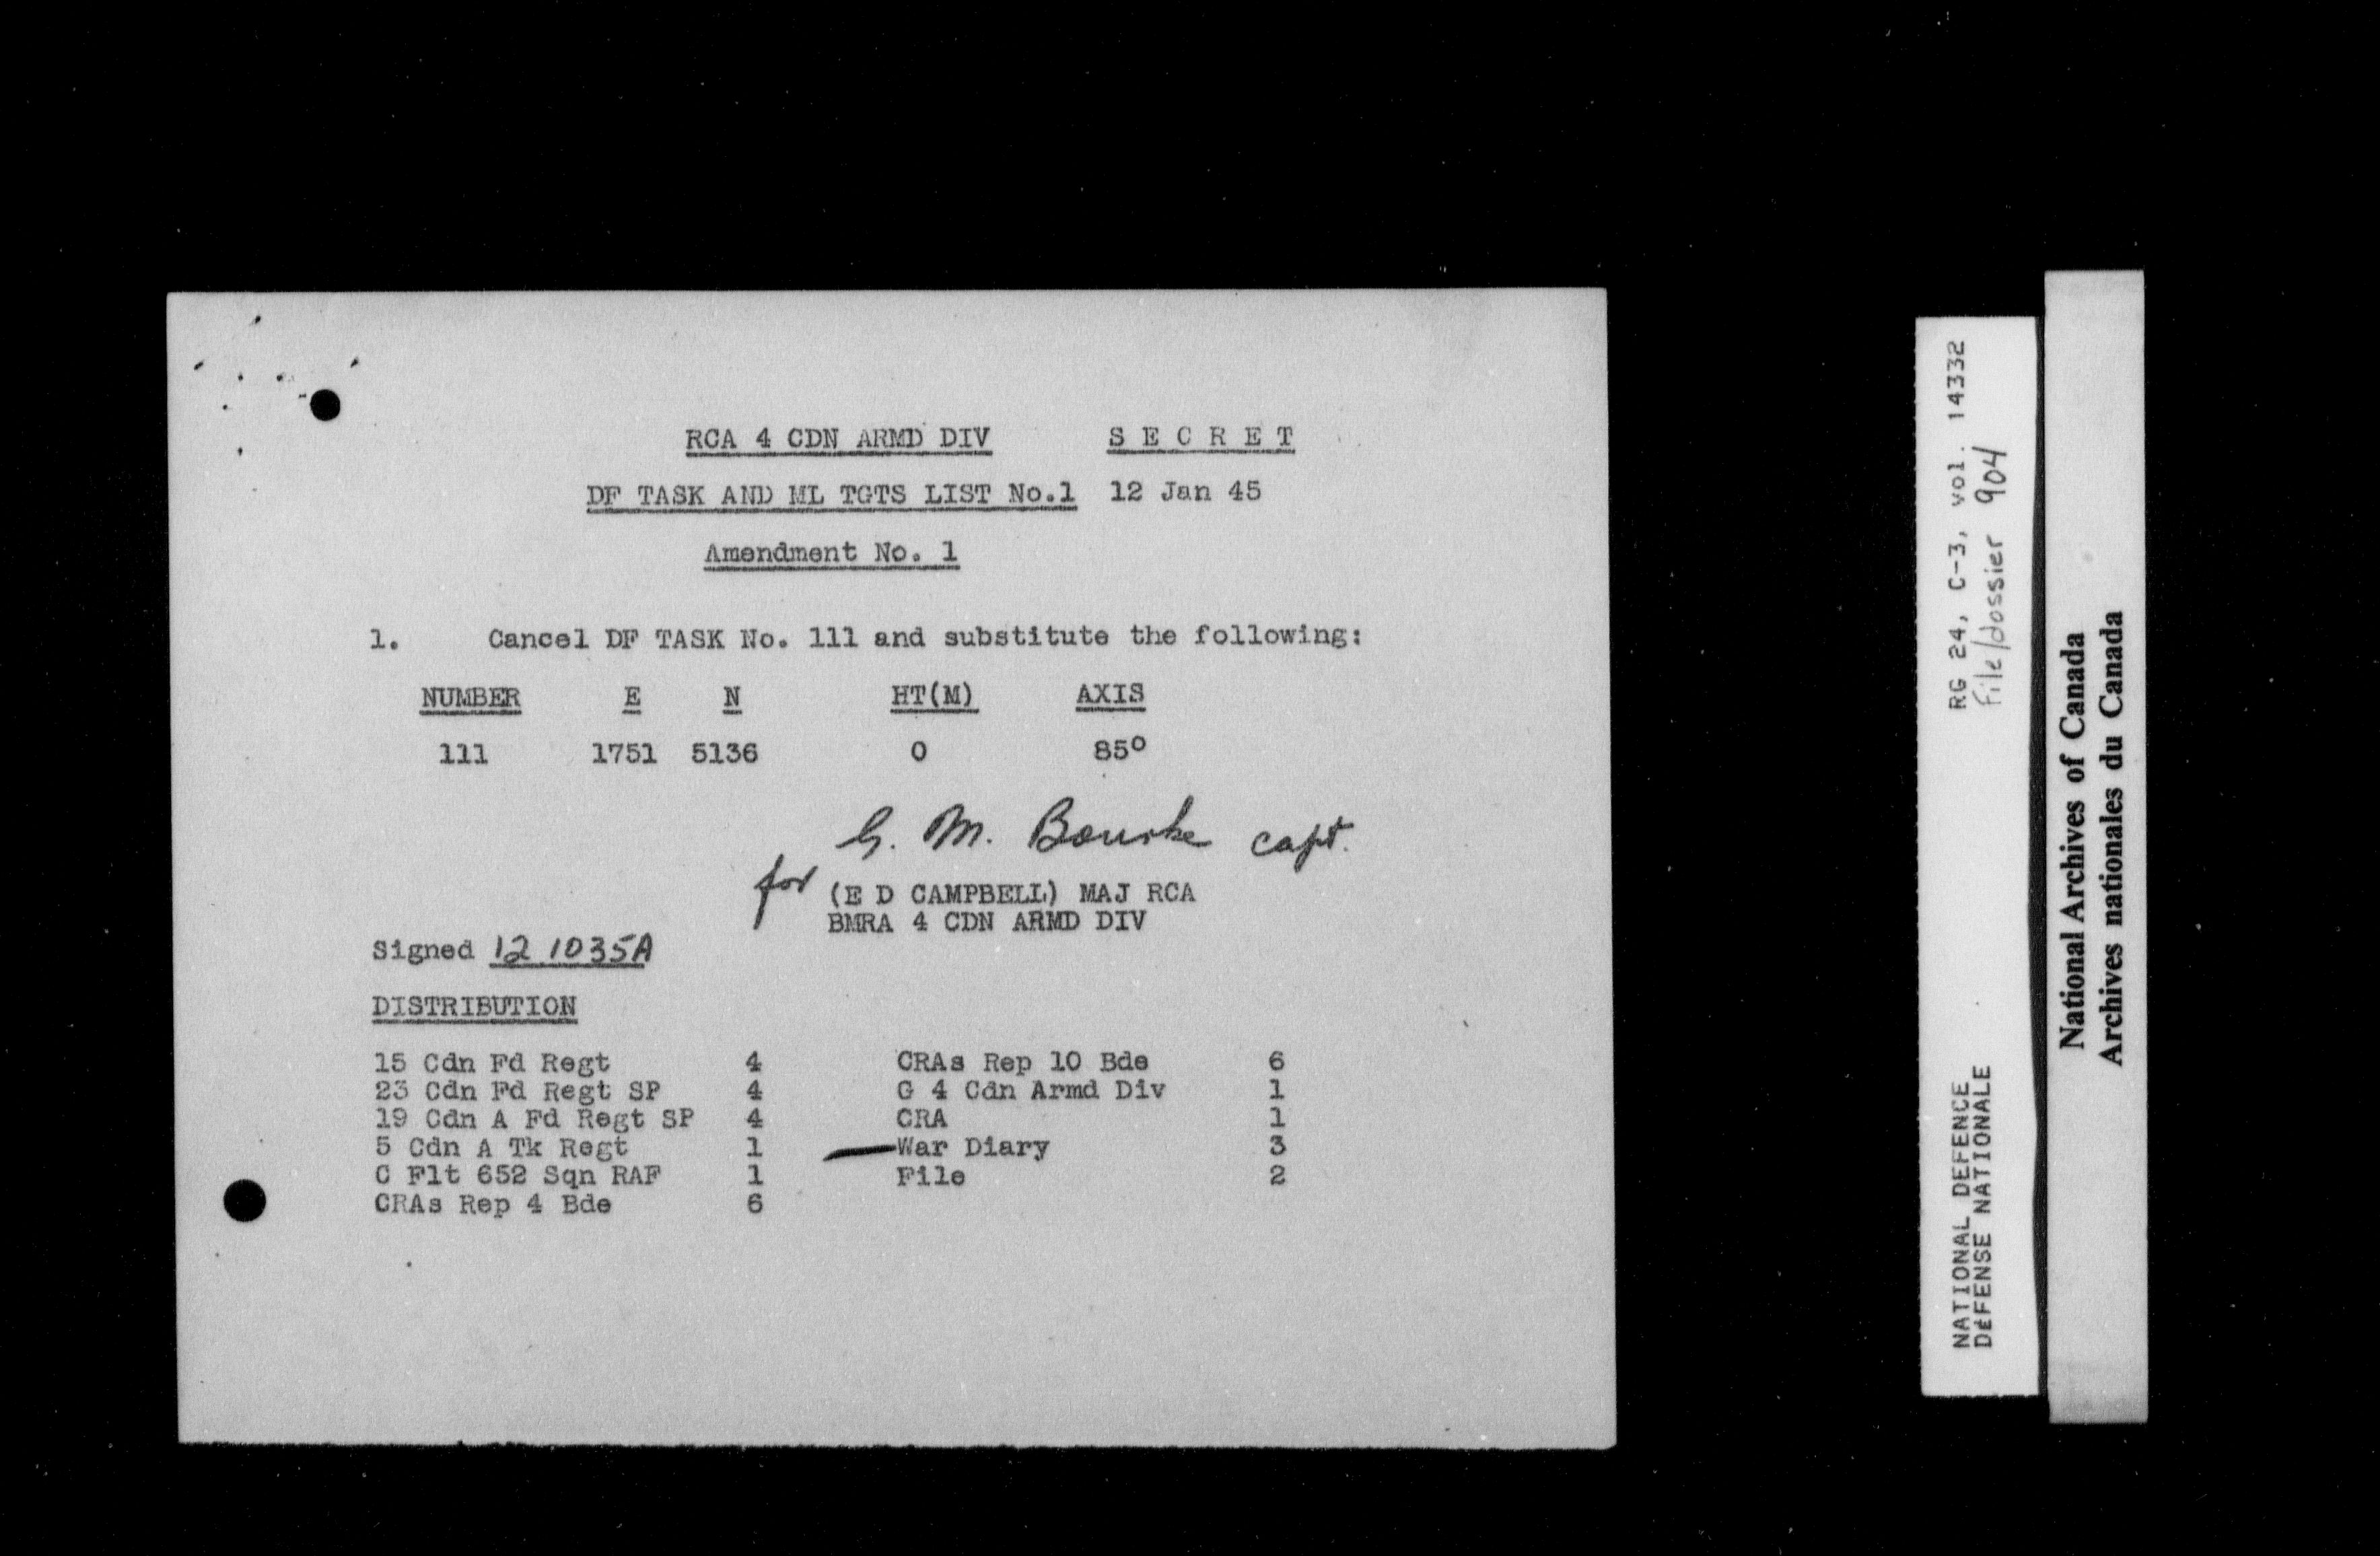 RCA 4 CDN ARMD DIV S E C R E T
DF TASK AND ML TGTS LIST No.1 12 Jan 45
Amendment No. 1
1. Cancel DF TASK No. 111 and substitute the following:
NUMBER E N HT(M) AXIS
111 1751 5136 0 85°
G. M. Bourke capt.
for (E D CAMPBELL) MAJ RCA
BMRA 4 CDN ARMD DIV
Signed 12 1035A
DISTRIBUTION
15 Cdn Fd Regt 4 CRAs Rep 10 Bde 6
23 Cdn Fd Regt SP 4 G 4 Cdn Armd Div 1
19 Cdn A Fd Regt SP 4 CRA 1
5 Cdn A Tk Regt 1 War Diary 3
C Flt 652 Sqn RAF 1 File 2
CRAs Rep 4 Bde 6
NATIONAL DEFENCE RG 24, C-3, vol. 14332
DEFENSE NATIONALE File/dossier 904
National Archives of Canada
Archives nationales du Canada